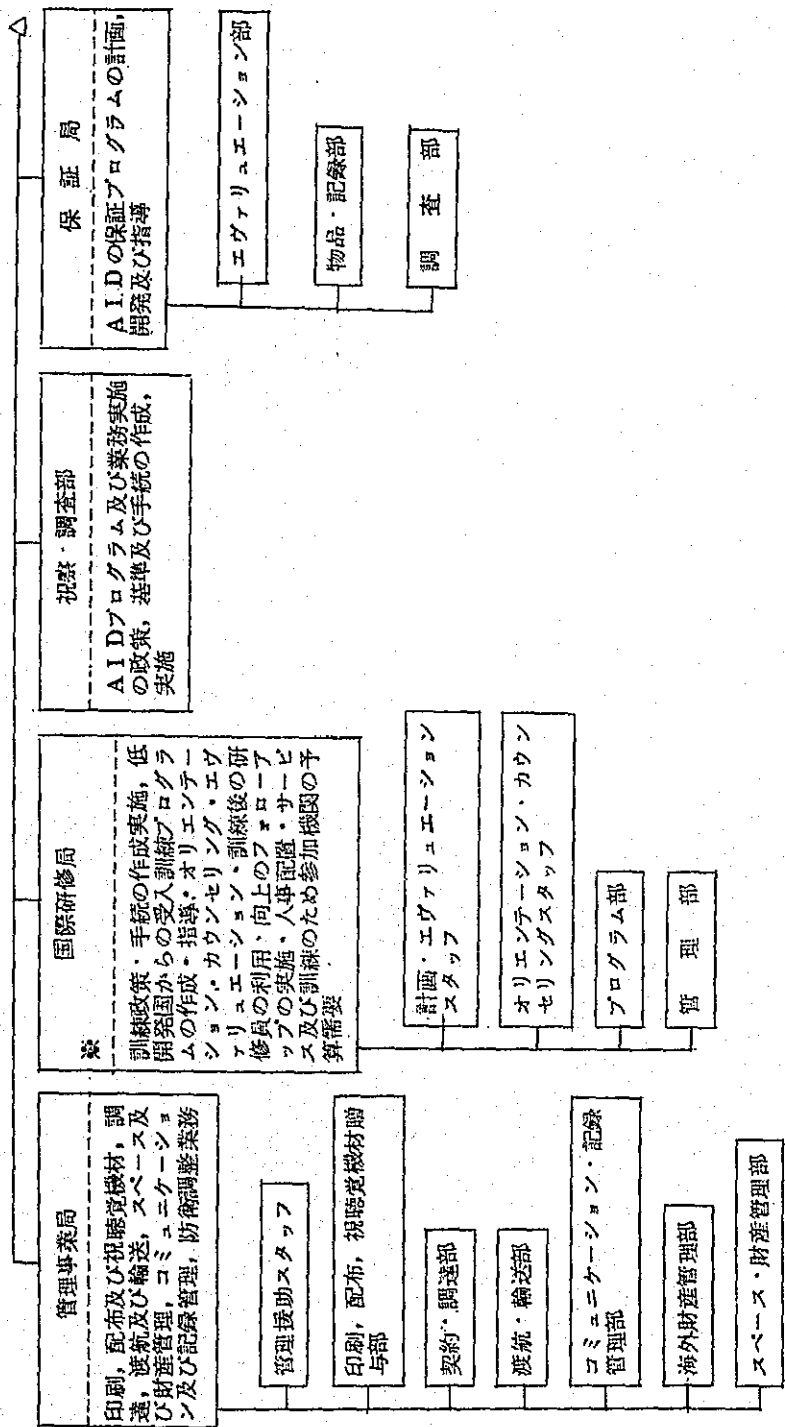 管理事業局
印刷，配布及び視聴覚機材，調
達，渡航及び輸送，スペース及
び財産管理，コミュニケーショ
ン及び記録管理，防衛調整業務
管理援助スタッフ
印刷，配布，視聴覚機材贈
与部
契約・調達部
渡航・輸送部
コミュニケーション・記録
管理部
海外財産管理部
スペース・財産管理部
※
国際研修局
訓練政策・手続の作成実施，低
開発国からの受入訓練プログラ
ムの作成・指導・オリエンテー
ション・カウンセリング・エヴ
ァリュエーション・訓練後の研
修員の利用・向上のフォローア
ップの実施・人事配置・サービ
ス及び訓練のため参加機関の予
算需要
計画・エヴァリュエーション
スタッフ
オリエンテーション・カウン
セリングスタッフ
プログラム部
管理部
視察・調査部
AIDプログラム及び業務実施
の政策，基準及び手続の作成，
実施
保証局
AIDの保証プログラムの計画，
開発及び指導
エヴァリュエーション部
物品・記録部
調査部